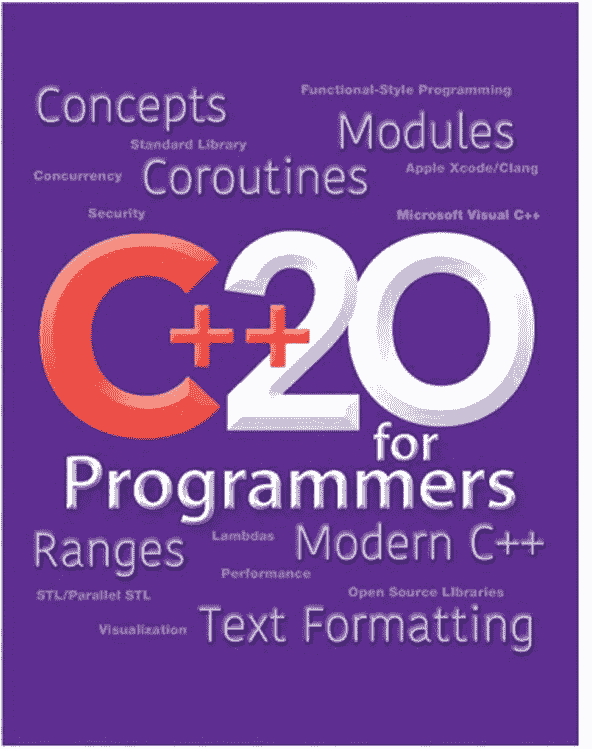 Functional-Style Programming
Concepts
Modules
Standard Library
Coroutines
Apple Xcode/Clang
Concurrency
Security
Microsoft Visual C++
C++20
for
Programmers
Lambdas
Ranges
Modern C++
Performance
STL/Parallel STL
Open Source Libraries
Visualization
Text Formatting